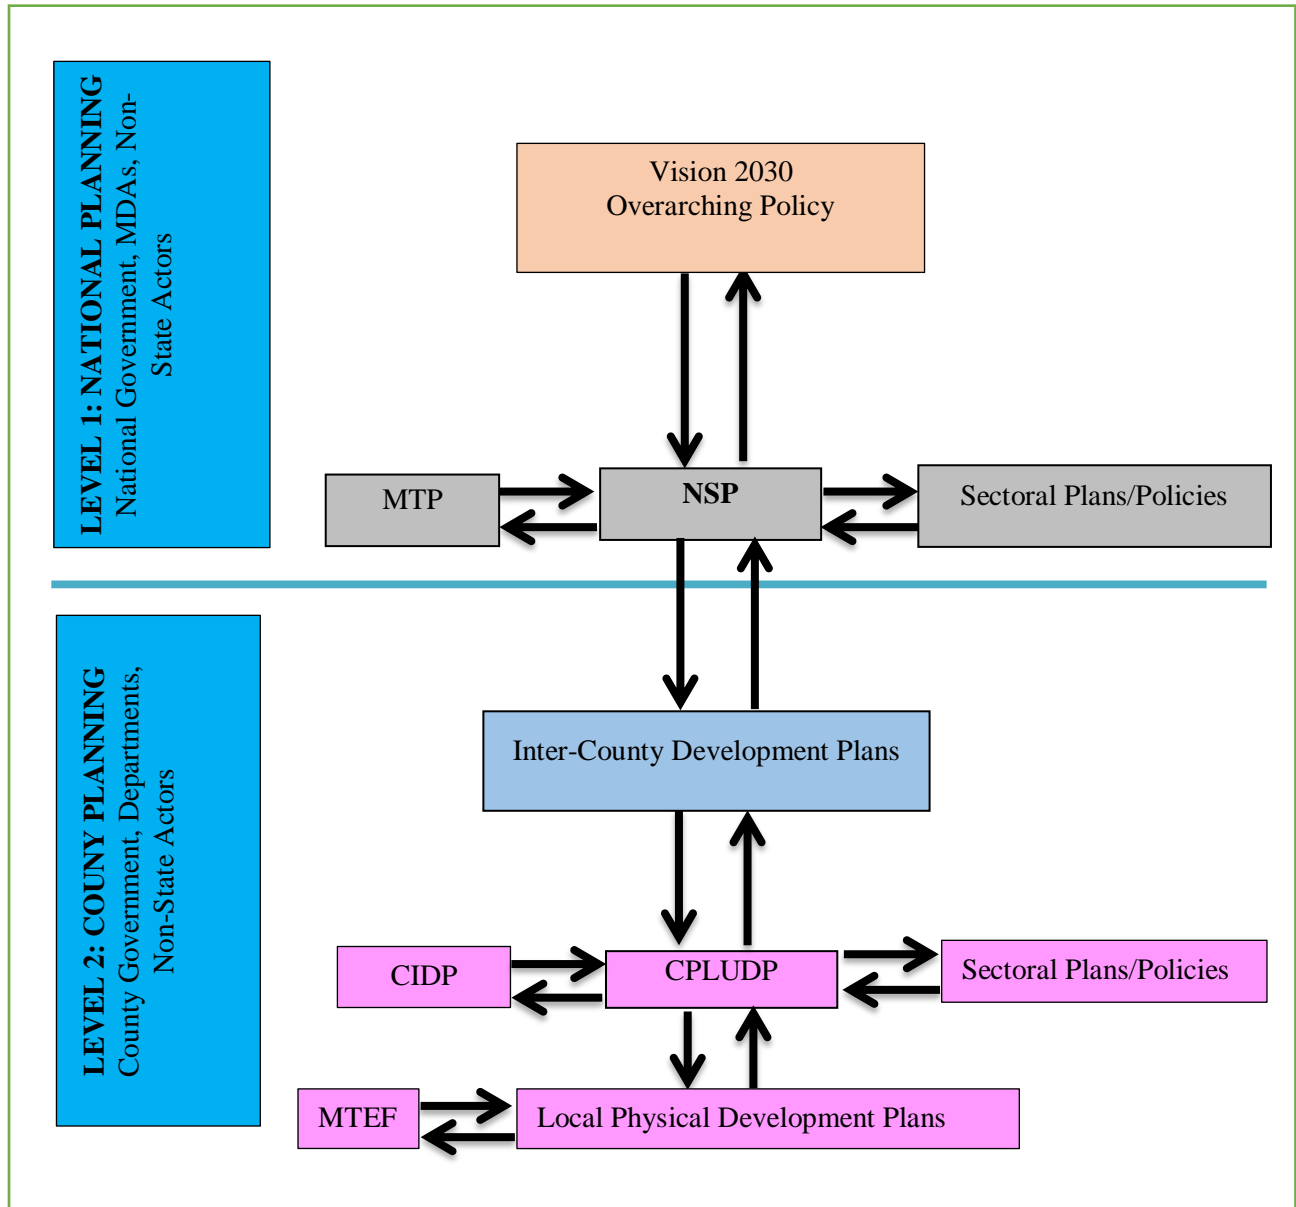 LEVEL 1: NATIONAL PLANNING
National Government, MDAs, Non-
State Actors
Vision 2030
Overarching Policy
MTP
NSP
Sectoral Plans/Policies
LEVEL 2: COUNY PLANNING
County Government, Departments,
Non-State Actors
Inter-County Development Plans
CIDP
CPLUDP
Sectoral Plans/Policies
MTEF
Local Physical Development Plans